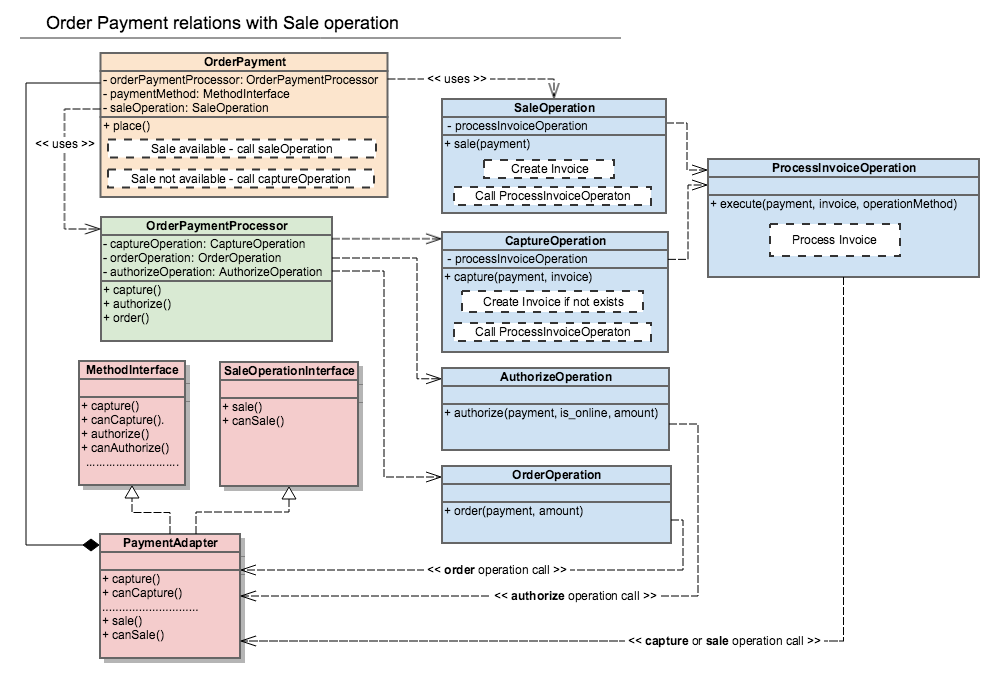 Order Payment relations with Sale operation
OrderPayment
- orderPaymentProcessor: OrderPaymentProcessor
- paymentMethod: MethodInterface
- saleOperation: SaleOperation
+ place()
Sale available - call saleOperation
Sale not available - call captureOperation
<< uses >>
<< uses >>
SaleOperation
- processInvoiceOperation
+ sale(payment)
Create Invoice
Call ProcessInvoiceOperaton
ProcessInvoiceOperation
+ execute(payment, invoice, operationMethod)
Process Invoice
OrderPaymentProcessor
- captureOperation: CaptureOperation
- orderOperation: OrderOperation
- authorizeOperation: AuthorizeOperation
+ capture()
+ authorize()
+ order()
CaptureOperation
- processInvoiceOperation
+ capture(payment, invoice)
Create Invoice if not exists
Call ProcessInvoiceOperaton
MethodInterface
+ capture()
+ canCapture().
+ authorize()
+ canAuthorize()
............................
SaleOperationInterface
+ sale()
+ canSale()
AuthorizeOperation
+ authorize(payment, is_online, amount)
OrderOperation
+ order(payment, amount)
PaymentAdapter
+ capture()
+ canCapture()
.............................
+ sale()
+ canSale()
<< order operation call >>
<< authorize operation call >>
<< capture or sale operation call >>